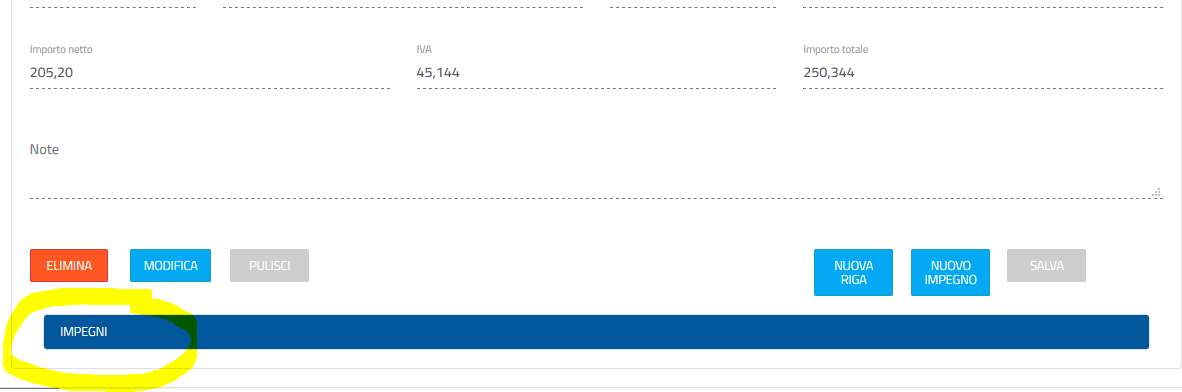 Importo netto
IVA
Importo totale
205,20
45,144
250,344
Note
ELIMINA
MODIFICA
PULISCI
NUOVA
RIGA
NUOVO
IMPEGNO
SALVA
IMPEGNI